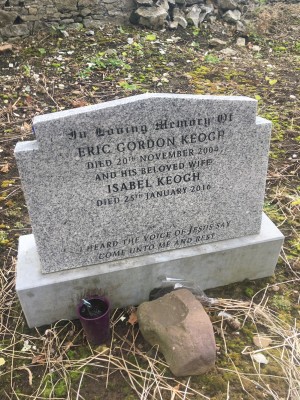 In Loving Memory Of
ERIC GORDON KEOGH
DIED 20TH NOVEMBER 2004
AND HIS BELOVED WIFE
ISABEL KEOGH
DIED 25TH JANUARY 2016
I HEARD THE VOICE OF JESUS SAY
COME UNTO ME AND REST